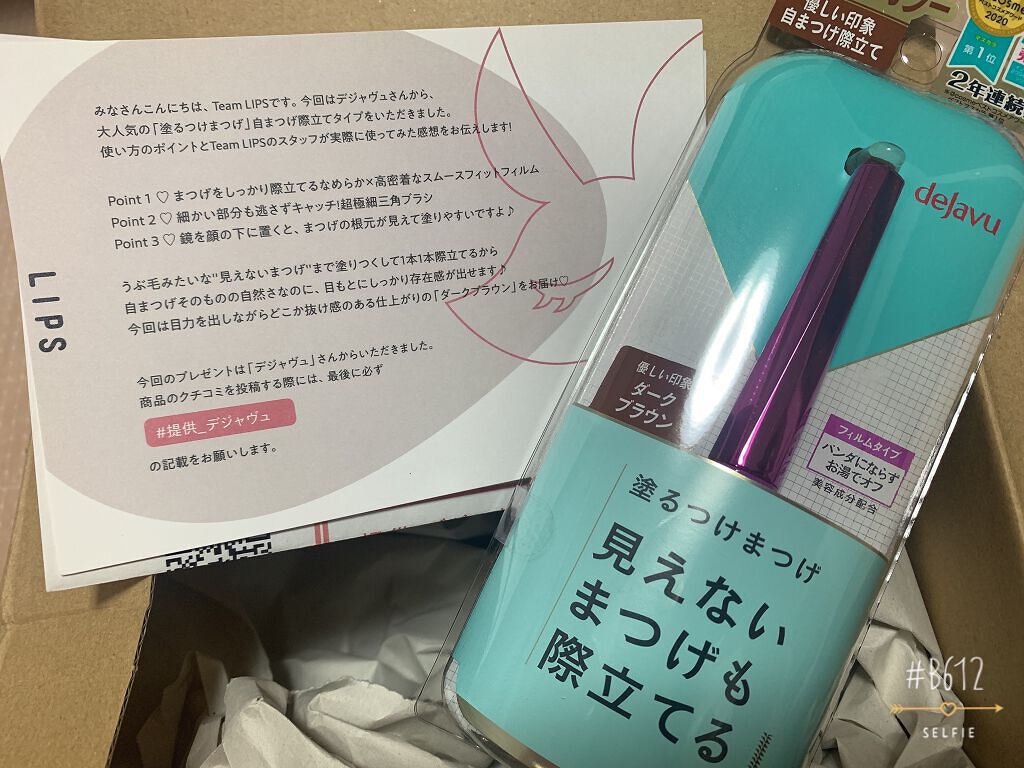 みなさんこんにちは、Team LIPSです。今回はデジャヴュさんから、
大人気の「塗るつけまつげ」自まつげ際立てタイプをいただきました。
使い方のポイントとTeam LIPSのスタッフが実際に使ってみた感想をお伝えします!
Point 1 ♡ まつげをしっかり際立てるなめらか×高密着なスムースフィットフィルム
Point 2 ♡ 細かい部分も逃さずキャッチ!超極細三角ブラシ
Point 3 ♡ 鏡を顔の下に置くと、まつげの根元が見えて塗りやすいですよ♪
うぶ毛みたいな"見えないまつげ"まで塗りつくして1本1本際立てるから
自まつげそのものの自然さなのに、目もとにしっかり存在感が出せます♪
今回は目力を出しながらどこか抜け感のある仕上がりの「ダークブラウン」をお届け♡
今回のプレゼントは「デジャヴュ」さんからいただきました。
商品のクチコミを投稿する際には、最後に必ず
#提供_デジャヴュ
の記載をお願いします。
LIPS
優しい印象
自まつげ際立て
2020
マスカラ
第1位
2年連続
dejavu
優しい印象
ダーク
ブラウン
フィルムタイプ
パンダにならず
お湯でオフ
美容成分配合
塗るつけまつげ
見えない
まつげも
際立てる
#B612
SELFIE